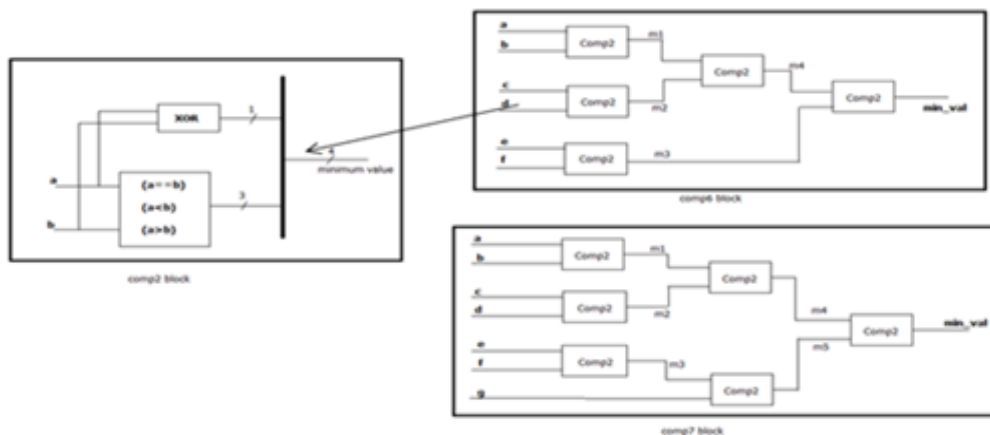 a
b
XOR
1
(a==b)
(a<b)
(a>b)
3
4
minimum value
comp2 block
a
b
Comp2
m1
c
d
Comp2
m2
Comp2
m4
e
f
Comp2
m3
Comp2
min_val
comp6 block
a
b
Comp2
m1
c
d
Comp2
m2
Comp2
m4
e
f
Comp2
m3
g
Comp2
m5
Comp2
min_val
comp7 block